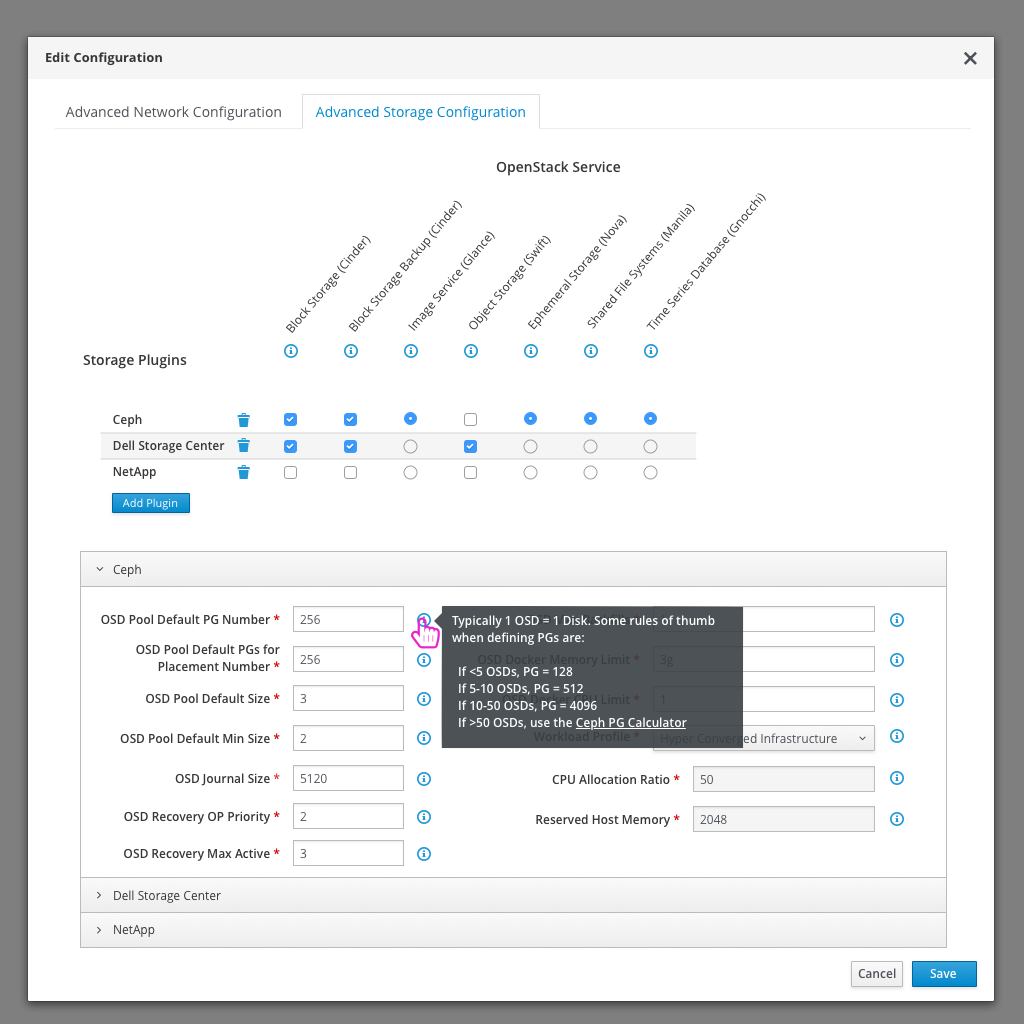 Edit Configuration
Advanced Network Configuration
Advanced Storage Configuration
OpenStack Service
Block Storage (Cinder)
Block Storage Backup (Cinder)
Image Service (Glance)
Object Storage (Swift)
Ephemeral Storage (Nova)
Shared File Systems (Manila)
Time Series Database (Gnocchi)
Storage Plugins
Ceph
Dell Storage Center
NetApp
Add Plugin
Ceph
OSD Pool Default PG Number *
256
OSD Pool Default PGs for
Placement Number *
256
OSD Pool Default Size *
3
OSD Pool Default Min Size *
2
OSD Journal Size *
5120
OSD Recovery OP Priority *
2
OSD Recovery Max Active *
3
Typically 1 OSD = 1 Disk. Some rules of thumb
when defining PGs are:
If <5 OSDs, PG = 128
If 5-10 OSDs, PG = 512
If 10-50 OSDs, PG = 4096
If >50 OSDs, use the Ceph PG Calculator
OSD Docker Memory Limit *
3g
OSD Docker CPU Limit *
1
Workload Profile *
Hyper Converged Infrastructure
CPU Allocation Ratio *
50
Reserved Host Memory *
2048
Dell Storage Center
NetApp
Cancel
Save